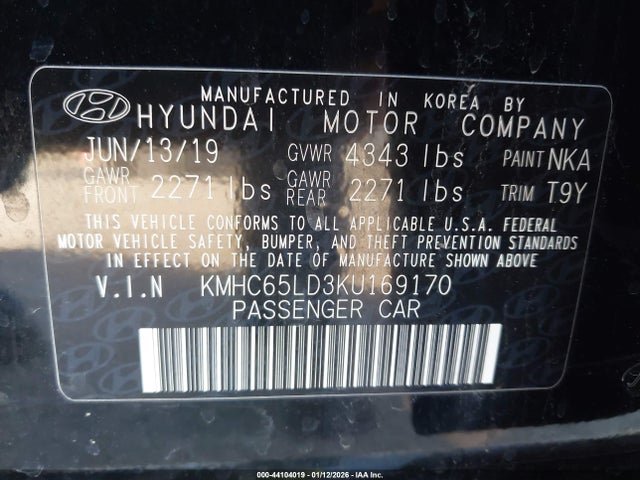 MANUFACTURED IN KOREA BY
HYUNDAI MOTOR COMPANY
JUN/13/19 GVWR 4343 lbs PAINT NKA
GAWR FRONT 2271 lbs GAWR REAR 2271 lbs TRIM T9Y
THIS VEHICLE CONFORMS TO ALL APPLICABLE U.S.A. FEDERAL
MOTOR VEHICLE SAFETY, BUMPER, AND THEFT PREVENTION STANDARDS
IN EFFECT ON THE DATE OF MANUFACTURE SHOWN ABOVE.
V.I.N KMHC65LD3KU169170
PASSENGER CAR
000-44104019 - 01/12/2026 - IAA Inc.